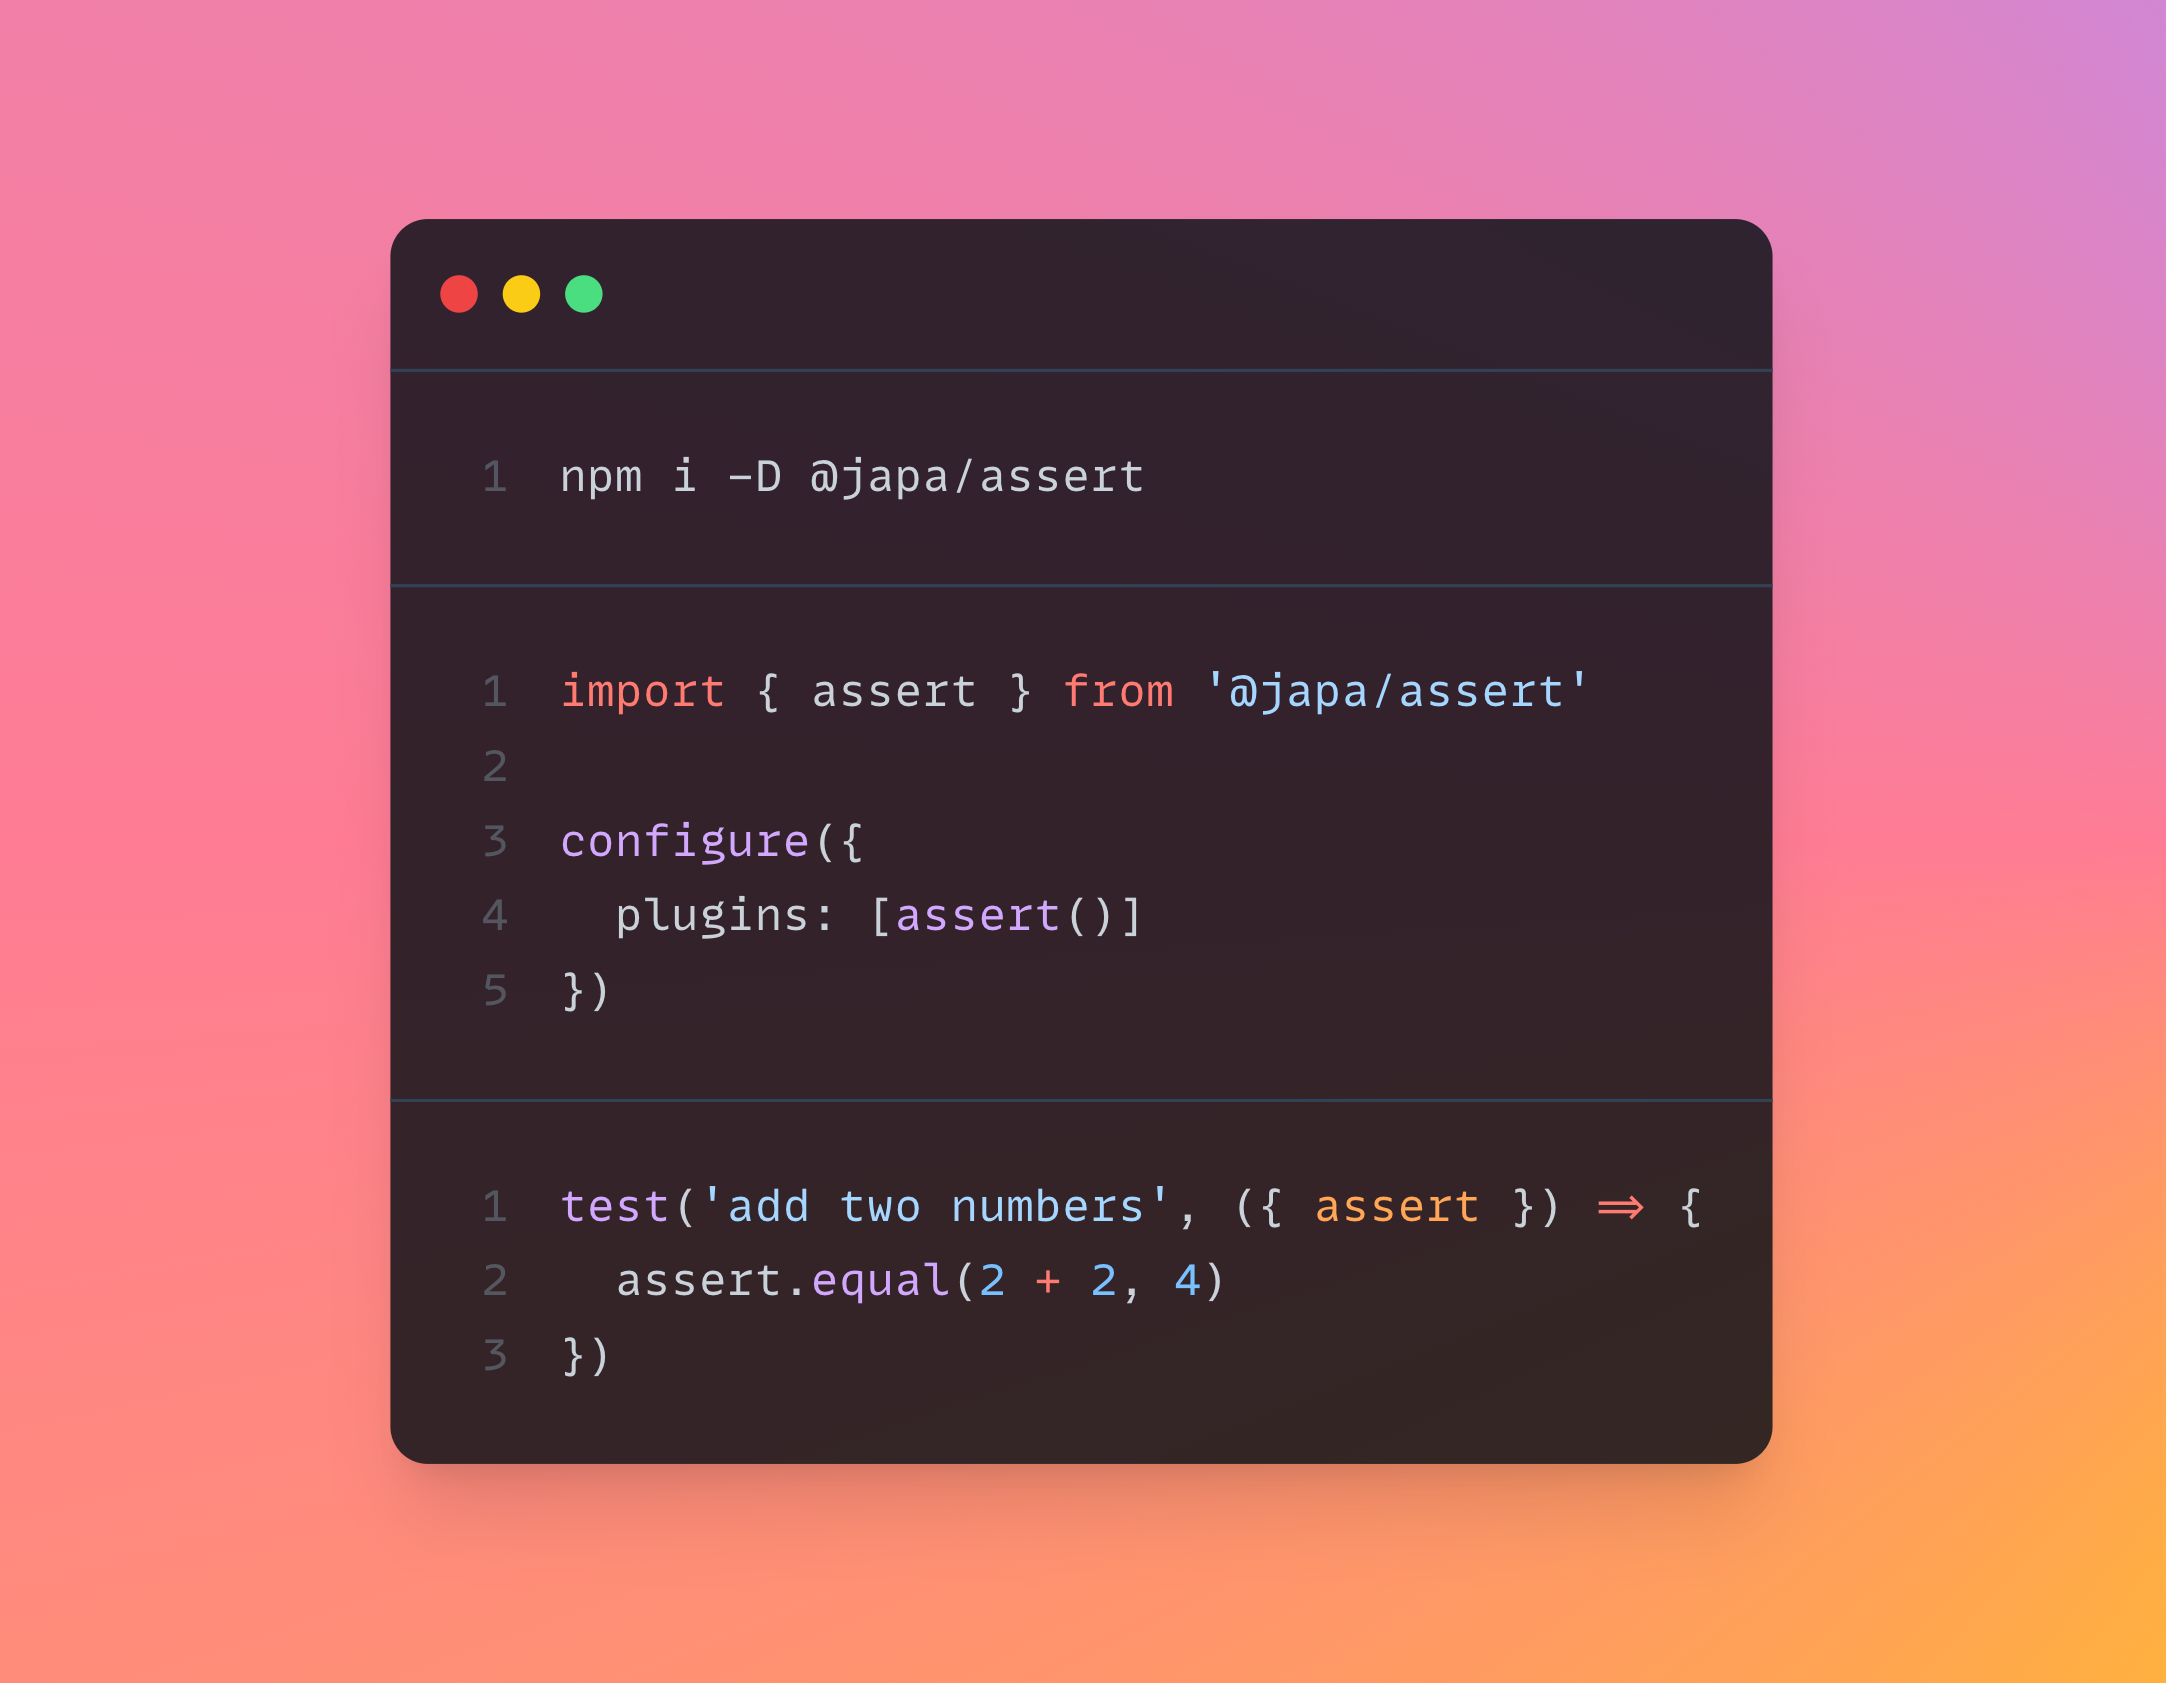 1 npm i -D @japa/assert
1 import { assert } from '@japa/assert'
2
3 configure({
4   plugins: [assert()]
5 })
1 test('add two numbers', ({ assert }) => {
2   assert.equal(2 + 2, 4)
3 })